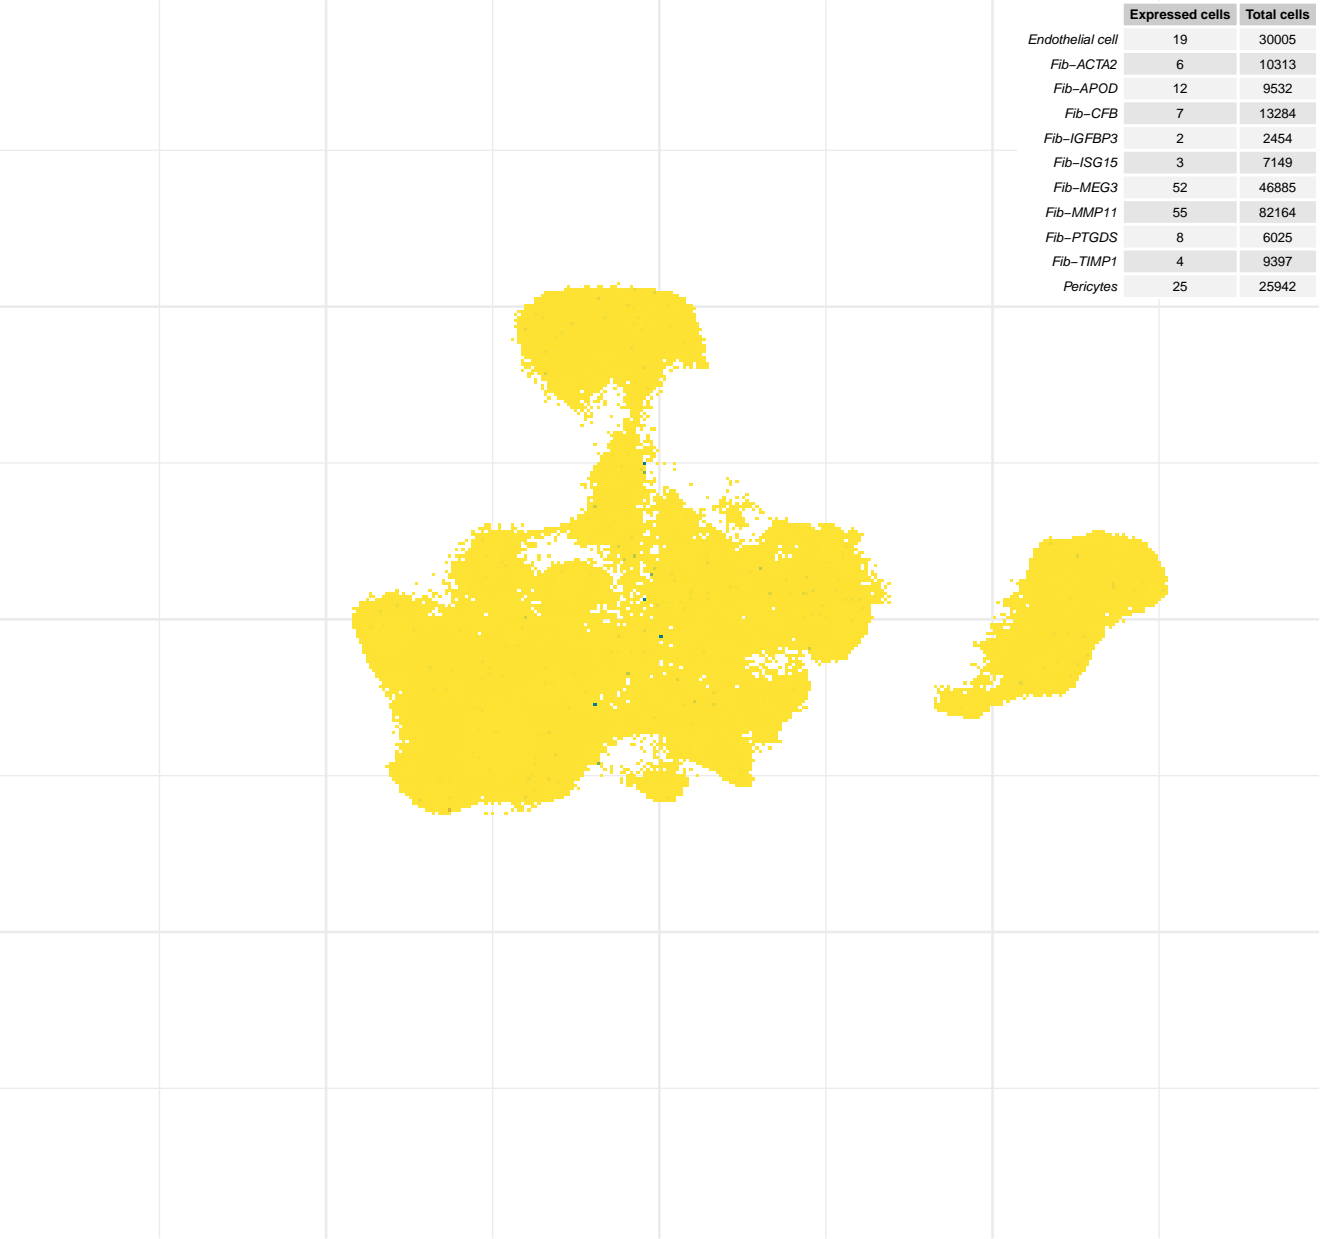 Expressed cells Total cells
Endothelial cell 19 30005
Fib−ACTA2 6 10313
Fib−APOD 12 9532
Fib−CFB 7 13284
Fib−IGFBP3 2 2454
Fib−ISG15 3 7149
Fib−MEG3 52 46885
Fib−MMP11 55 82164
Fib−PTGDS 8 6025
Fib−TIMP1 4 9397
Pericytes 25 25942